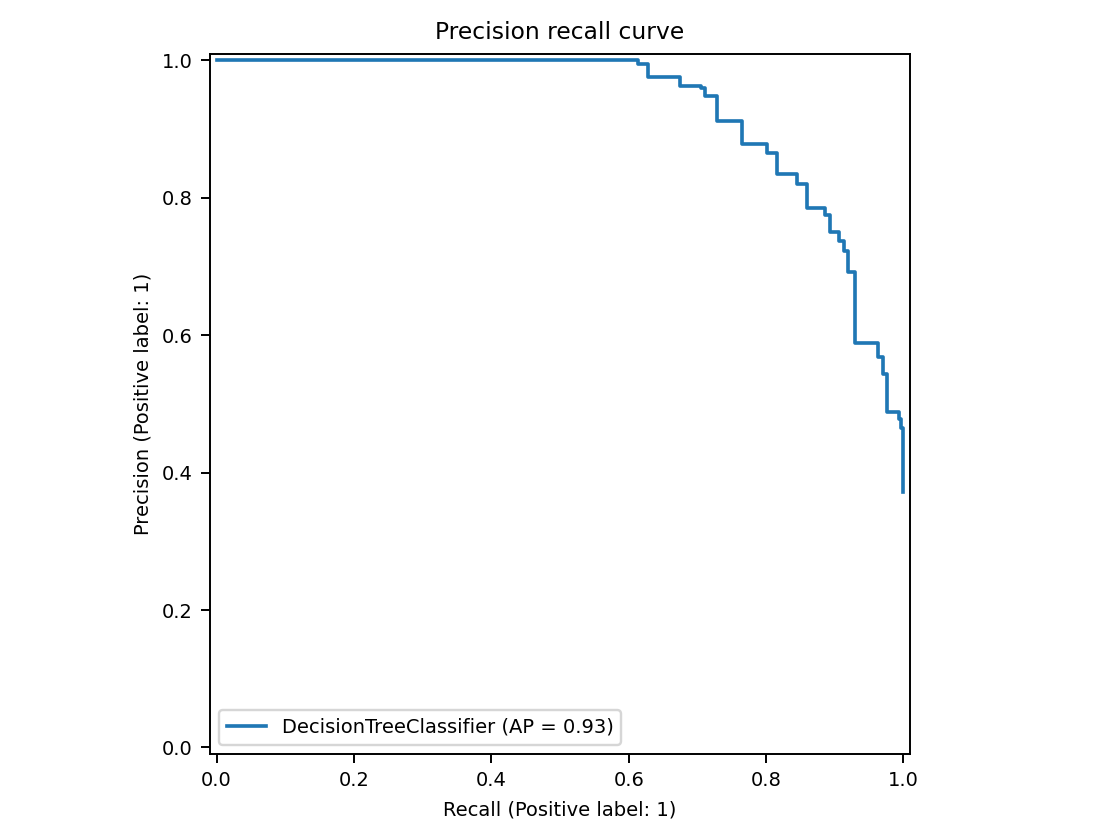 Precision recall curve
1.0
0.8
0.6
0.4
0.2
0.0
Precision (Positive label: 1)
DecisionTreeClassifier (AP = 0.93)
0.0 0.2 0.4 0.6 0.8 1.0
Recall (Positive label: 1)